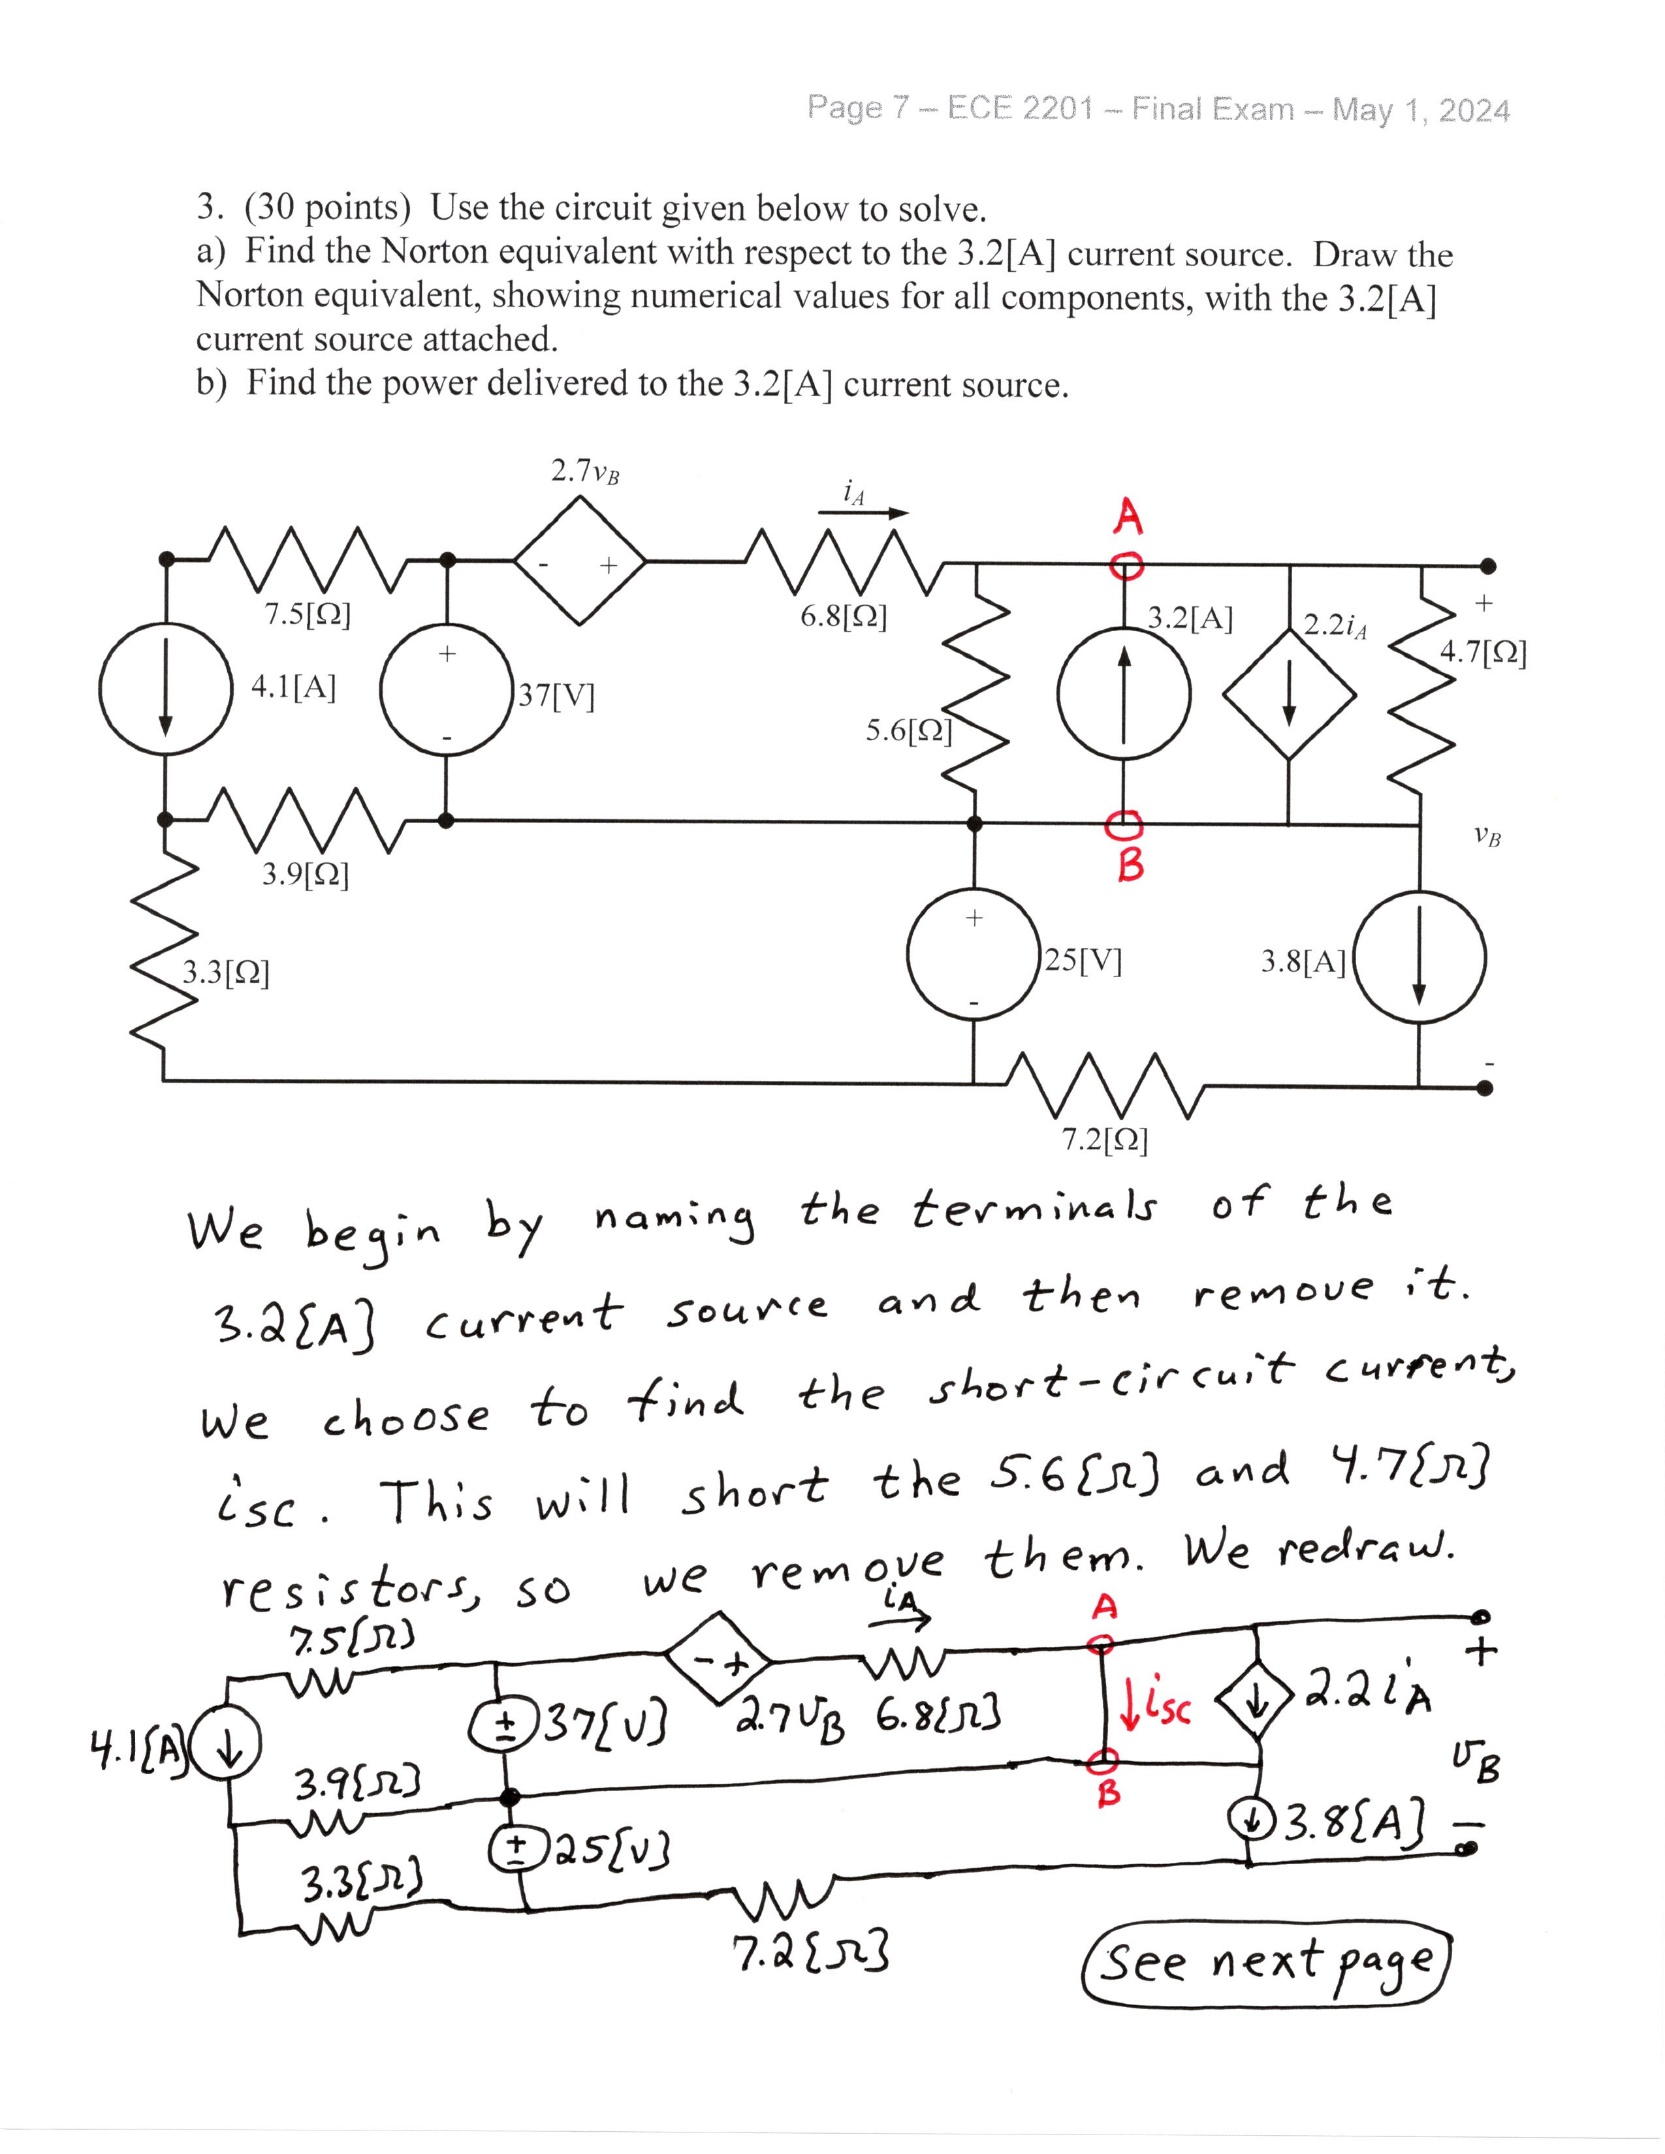 Page 7 – ECE 2201 – Final Exam – May 1, 2024
3. (30 points) Use the circuit given below to solve.
a) Find the Norton equivalent with respect to the 3.2[A] current source. Draw the
Norton equivalent, showing numerical values for all components, with the 3.2[A]
current source attached.
b) Find the power delivered to the 3.2[A] current source.
2.7vB
iA
A
- +
7.5[Ω]
6.8[Ω]
3.2[A]
2.2iA
+
4.7[Ω]
+
4.1[A]
37[V]
5.6[Ω]
-
B
vB
3.9[Ω]
+
3.3[Ω]
25[V]
3.8[A]
-
-
7.2[Ω]
We begin by naming the terminals of the
3.2[A] current source and then remove it.
We choose to find the short-circuit current,
isc. This will short the 5.6[Ω] and 4.7[Ω]
resistors, so we remove them. We redraw.
iA
A
7.5[Ω]
- +
+
4.1[A]
± 37[V]
2.7vB
6.8[Ω]
isc
2.2iA
vB
3.9[Ω]
B
± 25[V]
3.8[A]
−
3.3[Ω]
7.2[Ω]
See next page